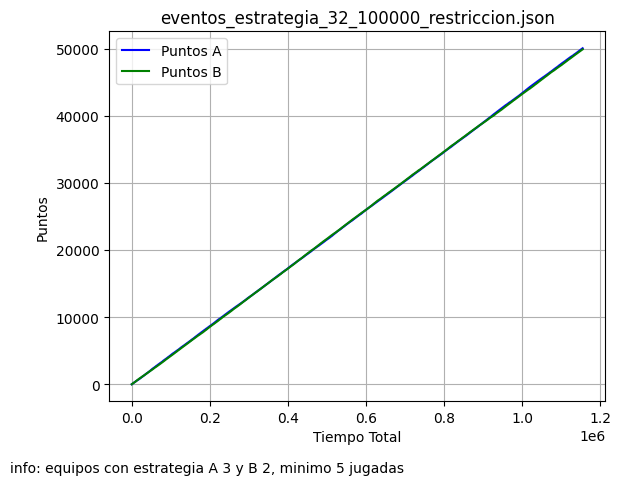 eventos_estrategia_32_100000_restriccion.json
Puntos A
Puntos B
50000
40000
30000
20000
10000
0
Puntos
0.0 0.2 0.4 0.6 0.8 1.0 1.2
1e6
Tiempo Total
info: equipos con estrategia A 3 y B 2, minimo 5 jugadas